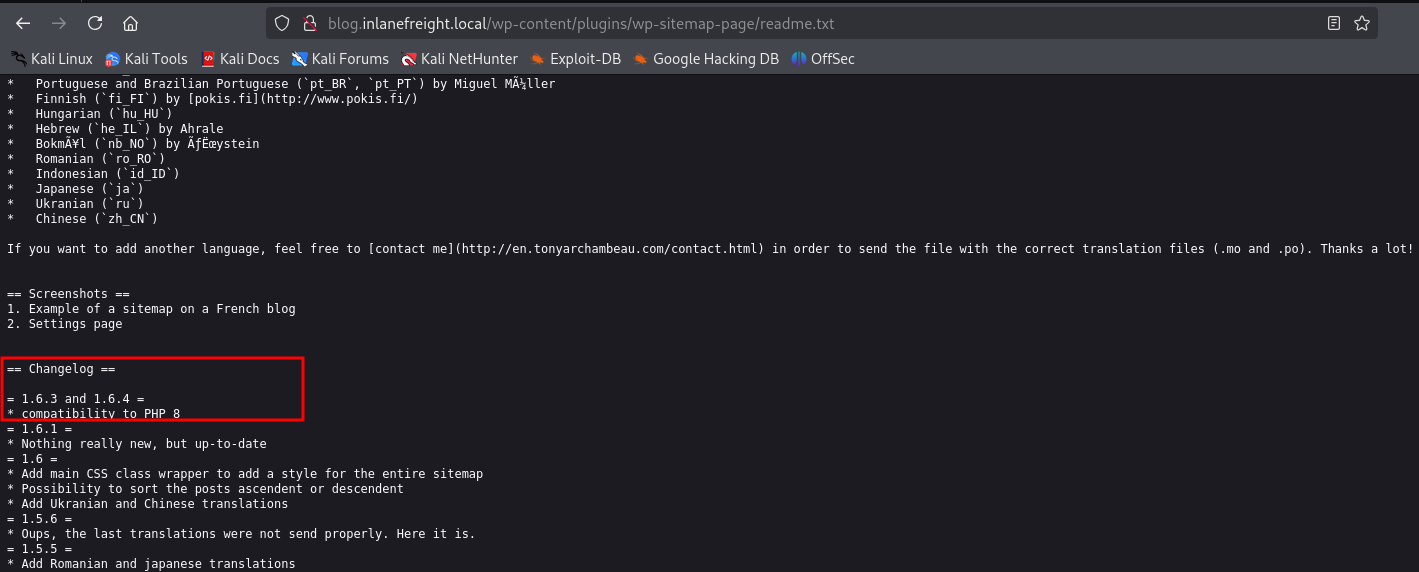 blog.inlanefreight.local/wp-content/plugins/wp-sitemap-page/readme.txt
Kali Linux Kali Tools Kali Docs Kali Forums Kali NetHunter Exploit-DB Google Hacking DB OffSec
* Portuguese and Brazilian Portuguese (`pt_BR`, `pt_PT`) by Miguel MÃ¼ller
* Finnish (`fi_FI`) by [pokis.fi](http://www.pokis.fi/)
* Hungarian (`hu_HU`)
* Hebrew (`he_IL`) by Ahrale
* BokmÃ¥l (`nb_NO`) by ÃƒËœystein
* Romanian (`ro_RO`)
* Indonesian (`id_ID`)
* Japanese (`ja`)
* Ukranian (`ru`)
* Chinese (`zh_CN`)
If you want to add another language, feel free to [contact me](http://en.tonyarchambeau.com/contact.html) in order to send the file with the correct translation files (.mo and .po). Thanks a lot!
== Screenshots ==
1. Example of a sitemap on a French blog
2. Settings page
== Changelog ==
= 1.6.3 and 1.6.4 =
* compatibility to PHP 8
= 1.6.1 =
* Nothing really new, but up-to-date
= 1.6 =
* Add main CSS class wrapper to add a style for the entire sitemap
* Possibility to sort the posts ascendent or descendent
* Add Ukranian and Chinese translations
= 1.5.6 =
* Oups, the last translations were not send properly. Here it is.
= 1.5.5 =
* Add Romanian and japanese translations